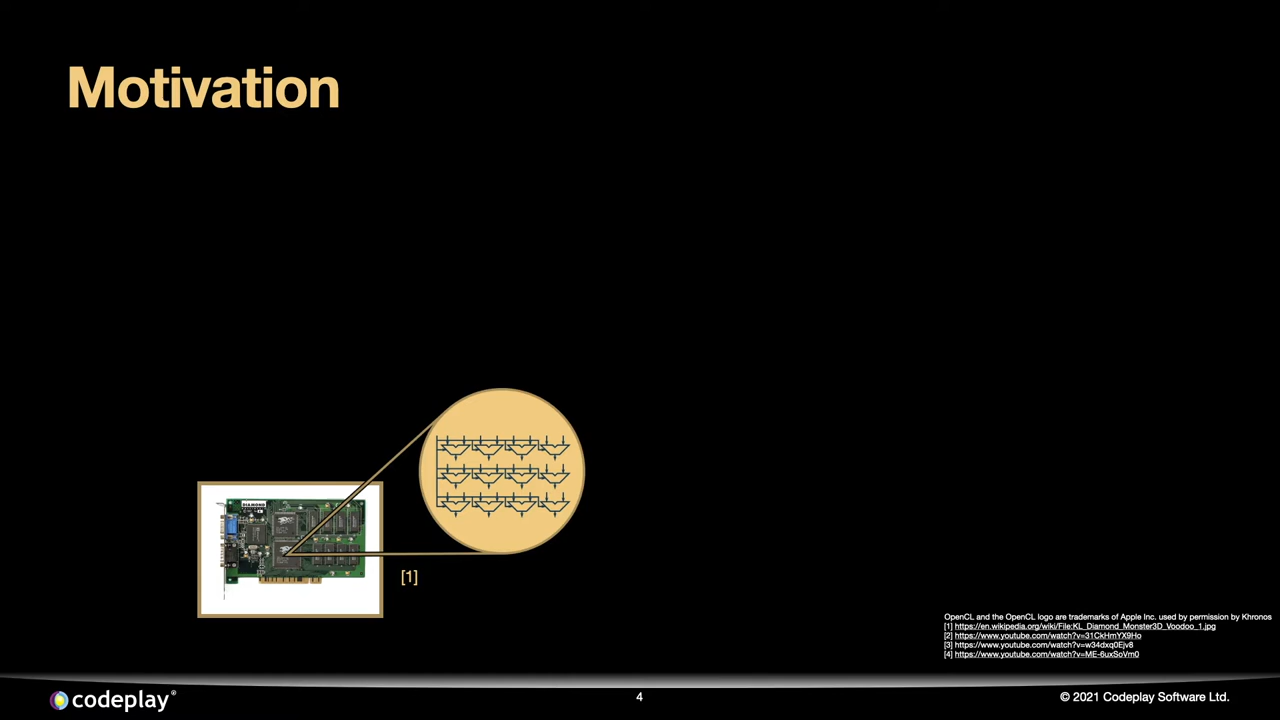 Motivation
DIAMOND
[1]
OpenCL and the OpenCL logo are trademarks of Apple Inc. used by permission by Khronos
[1] https://en.wikipedia.org/wiki/File:KL_Diamond_Monster3D_Voodoo_1.jpg
[2] https://www.youtube.com/watch?v=31CkHmYX9Ho
[3] https://www.youtube.com/watch?v=w34dxq0Ejv8
[4] https://www.youtube.com/watch?v=ME-6uxSoVm0
codeplay®
4
© 2021 Codeplay Software Ltd.